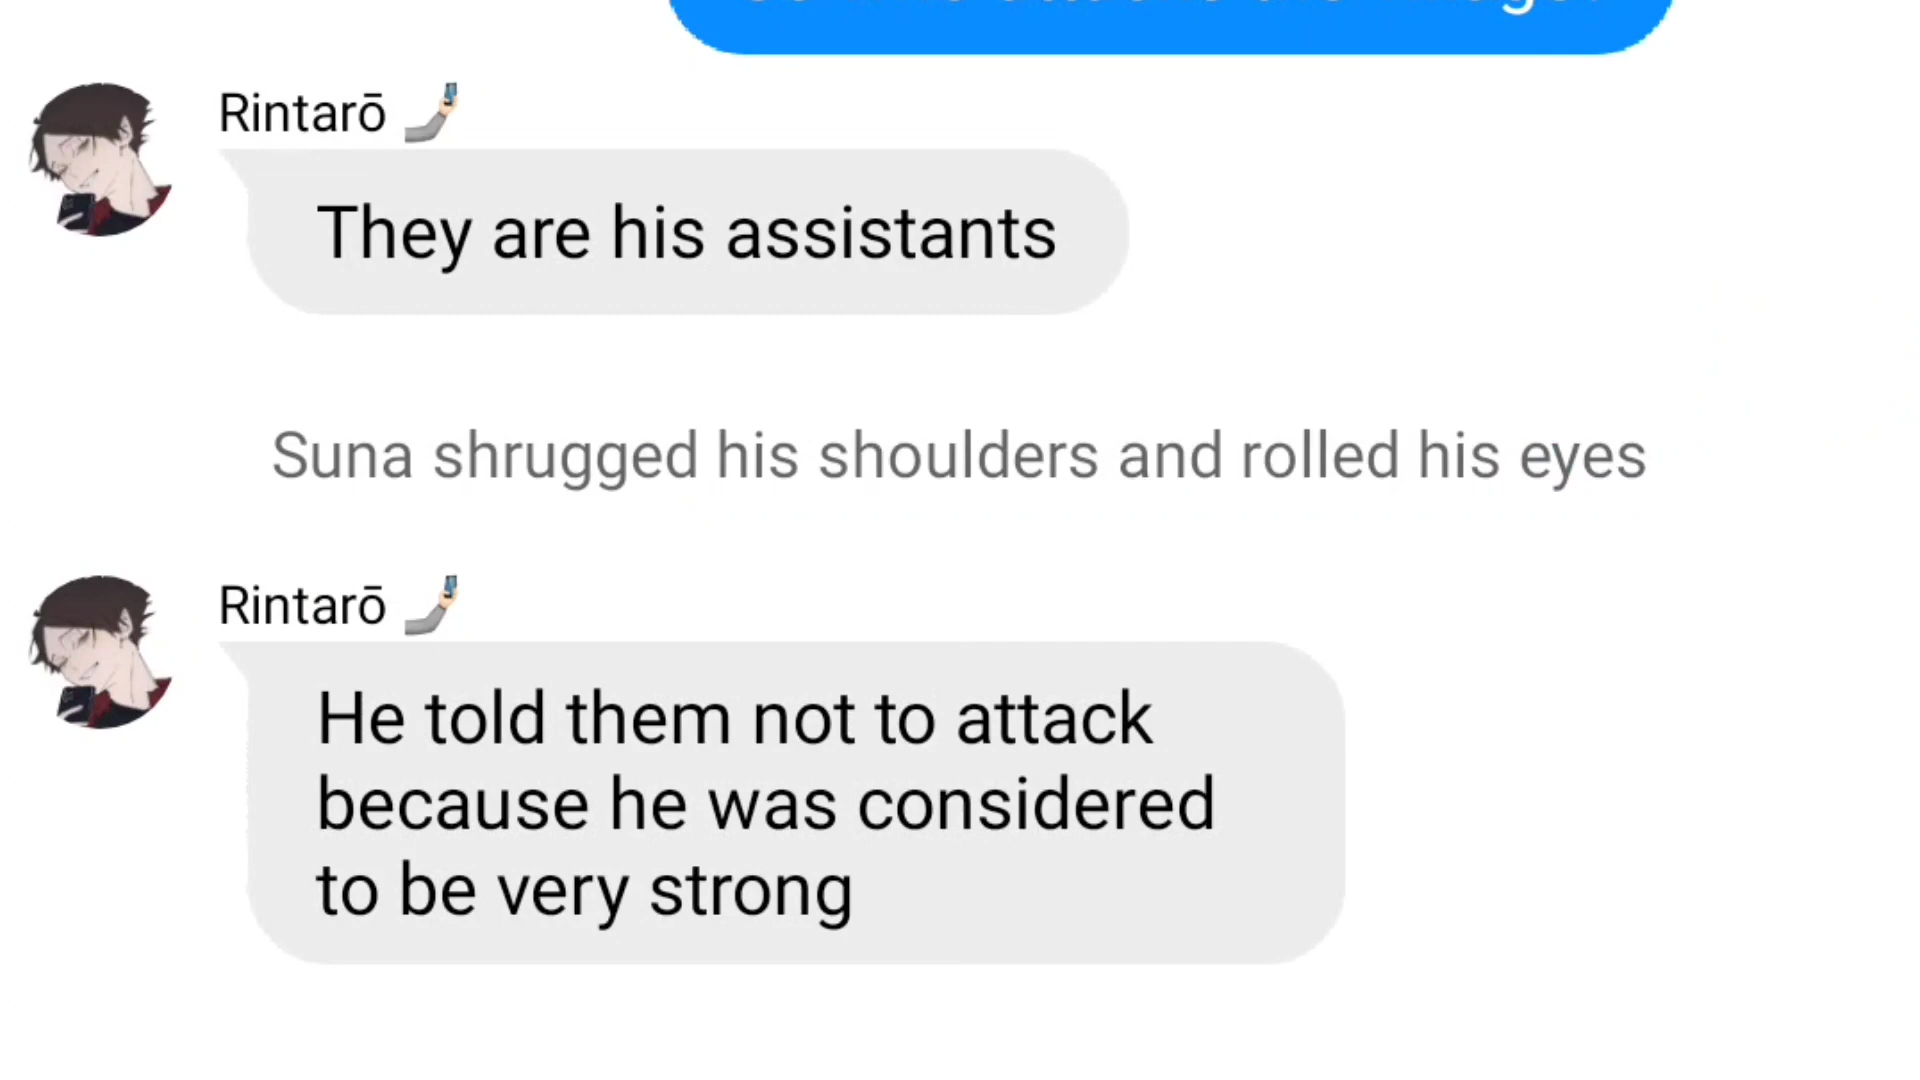 Rintarō 🤳🏻
They are his assistants
Suna shrugged his shoulders and rolled his eyes
Rintarō 🤳🏻
He told them not to attack
because he was considered
to be very strong